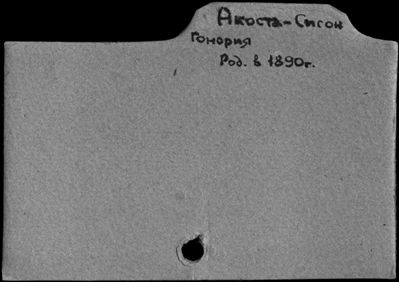 Акоста-Сисон
Гонория
Род. в 1890г.